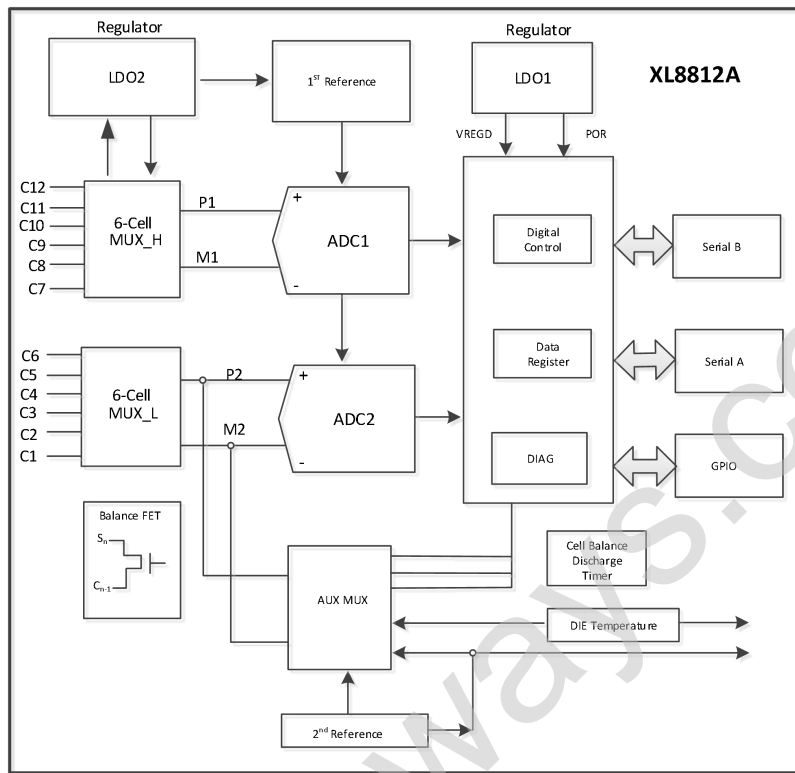 Regulator
LDO2
1ST Reference
Regulator
LDO1
XL8812A
VREGD
POR
C12
C11
C10
C9
C8
C7
6-Cell
MUX_H
P1
M1
+
-
ADC1
Digital
Control
Serial B
C6
C5
C4
C3
C2
C1
6-Cell
MUX_L
P2
M2
+
-
ADC2
Data
Register
Serial A
DIAG
GPIO
Balance FET
Sn
Cn-1
AUX MUX
Cell Balance
Discharge
Timer
DIE Temperature
2nd Reference